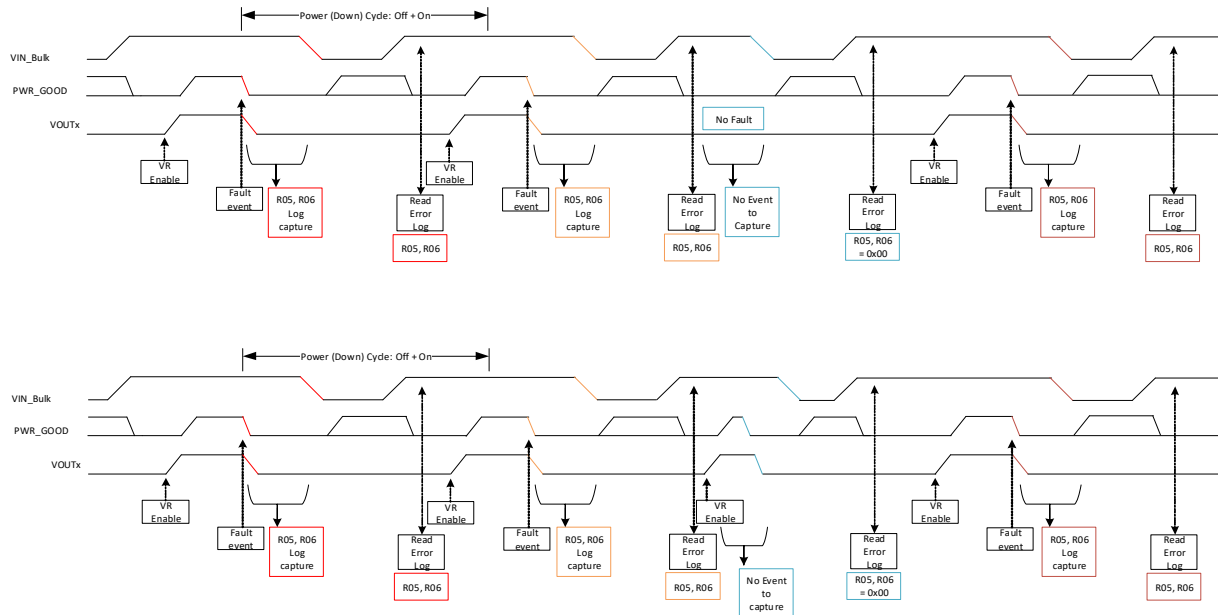 Power (Down) Cycle: Off + On
VIN_Bulk
PWR_GOOD
VOUTx
No Fault
VR
Enable
Fault
event
R05, R06
Log
capture
Read
Error
Log
R05, R06
VR
Enable
Fault
event
R05, R06
Log
capture
Read
Error
Log
R05, R06
No Event
to
Capture
Read
Error
Log
R05, R06
= 0x00
VR
Enable
Fault
event
R05, R06
Log
capture
Read
Error
Log
R05, R06
Power (Down) Cycle: Off + On
VIN_Bulk
PWR_GOOD
VOUTx
VR
Enable
Fault
event
R05, R06
Log
capture
Read
Error
Log
R05, R06
VR
Enable
Fault
event
R05, R06
Log
capture
Read
Error
Log
R05, R06
VR
Enable
No Event
to
capture
Read
Error
Log
R05, R06
= 0x00
VR
Enable
Fault
event
R05, R06
Log
capture
Read
Error
Log
R05, R06